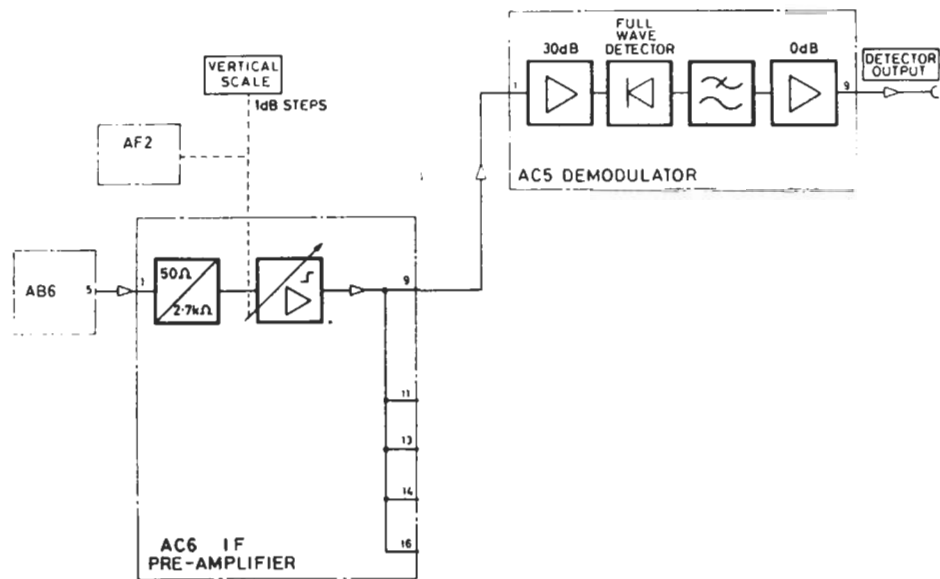 FULL
WAVE
30dB DETECTOR 0dB
DETECTOR
OUTPUT
1 9
AC5 DEMODULATOR
VERTICAL
SCALE
1dB STEPS
AF2
AB6 5
1 50Ω
2·7kΩ
9
11
13
14
16
AC6 IF
PRE-AMPLIFIER